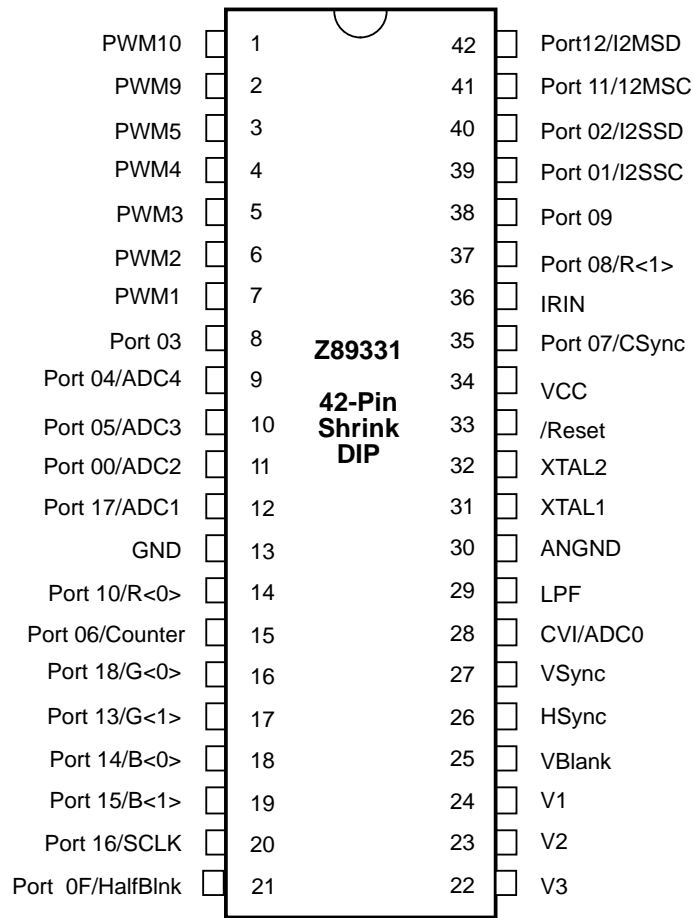 PWM10 1 42 Port12/I2MSD
PWM9 2 41 Port 11/12MSC
PWM5 3 40 Port 02/I2SSD
PWM4 4 39 Port 01/I2SSC
PWM3 5 38 Port 09
PWM2 6 37 Port 08/R<1>
PWM1 7 36 IRIN
Port 03 8 35 Port 07/CSync
Z89331
Port 04/ADC4 9 34 VCC
42-Pin
Port 05/ADC3 10 33 /Reset
Shrink
DIP
Port 00/ADC2 11 32 XTAL2
Port 17/ADC1 12 31 XTAL1
GND 13 30 ANGND
Port 10/R<0> 14 29 LPF
Port 06/Counter 15 28 CVI/ADC0
Port 18/G<0> 16 27 VSync
Port 13/G<1> 17 26 HSync
Port 14/B<0> 18 25 VBlank
Port 15/B<1> 19 24 V1
Port 16/SCLK 20 23 V2
Port 0F/HalfBlnk 21 22 V3